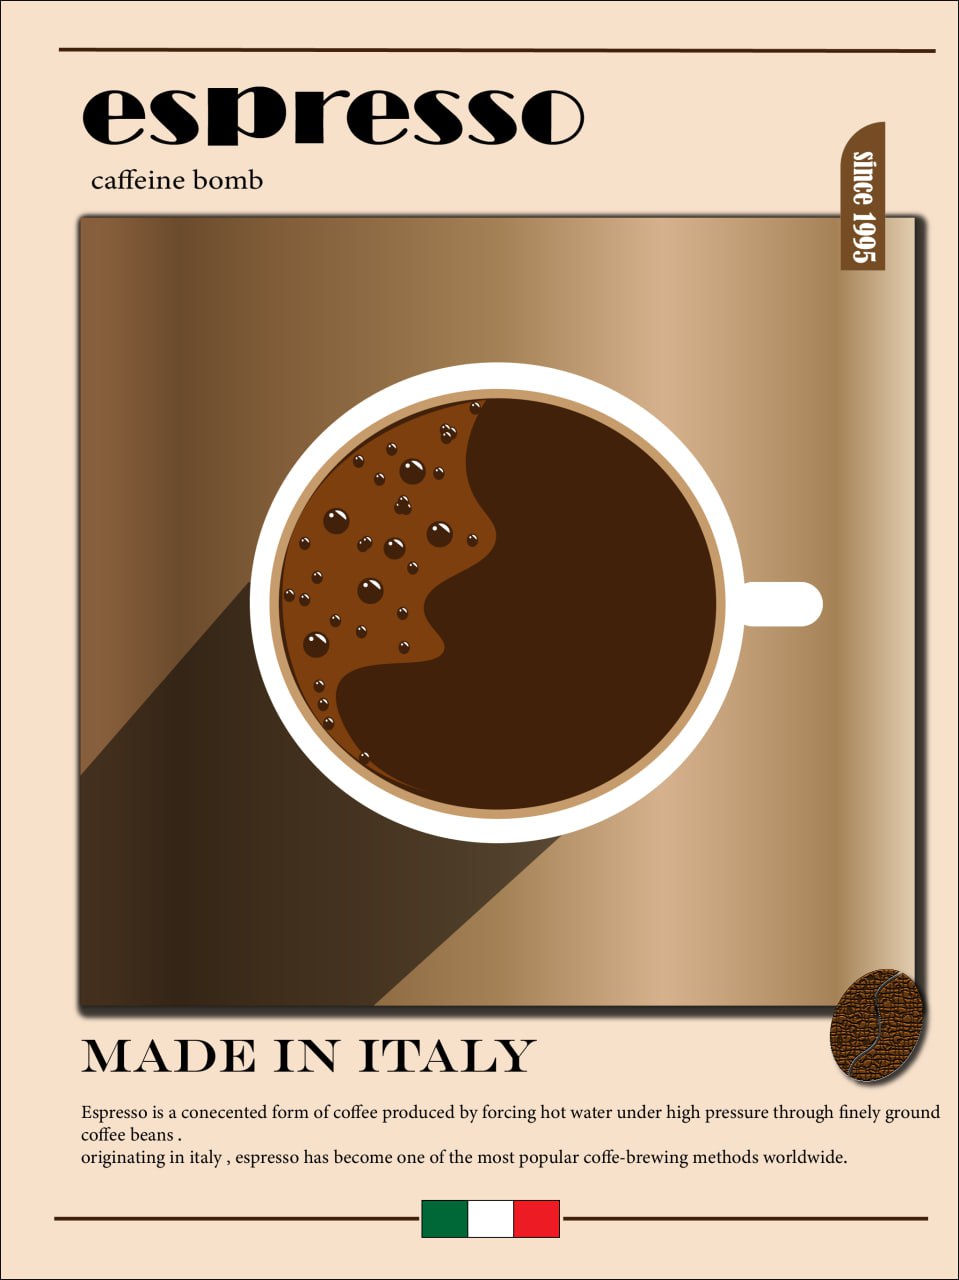 espresso
caffeine bomb
since 1995
MADE IN ITALY
Espresso is a conecented form of coffee produced by forcing hot water under high pressure through finely ground
coffee beans .
originating in italy , espresso has become one of the most popular coffe-brewing methods worldwide.